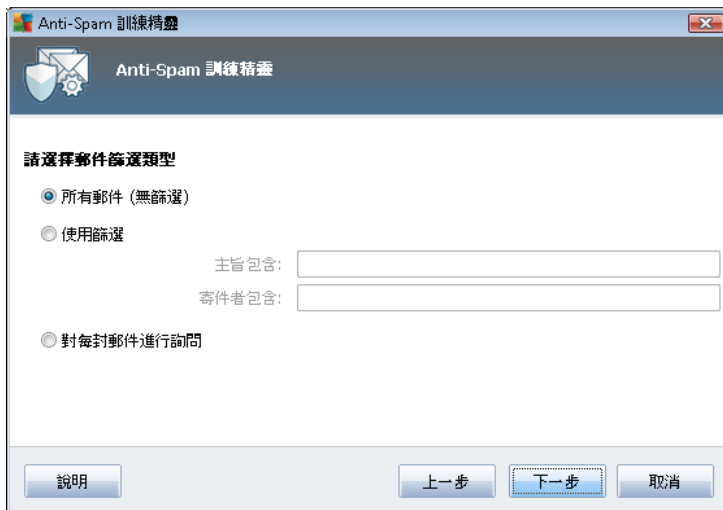 Anti-Spam 訓練精靈
Anti-Spam 訓練精靈
請選擇郵件篩選類型
所有郵件 (無篩選)
使用篩選
主旨包含:
寄件者包含:
對每封郵件進行詢問
說明
上一步
下一步
取消